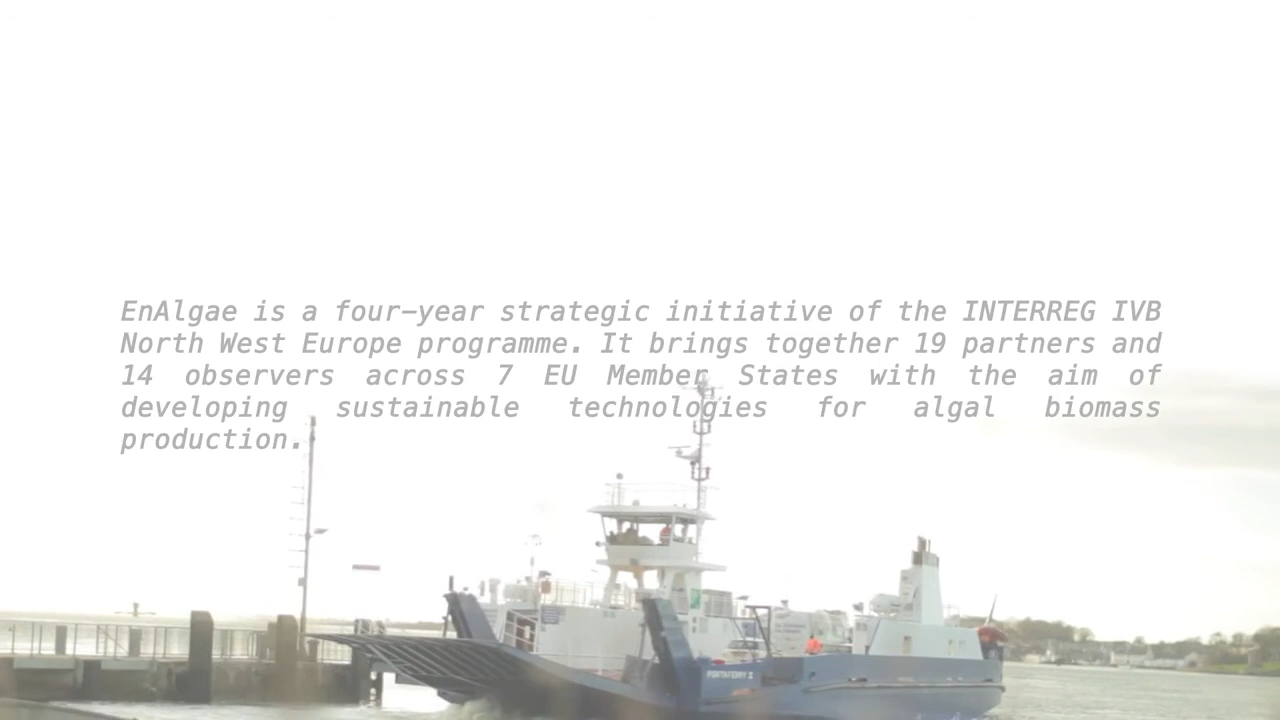 EnAlgae is a four-year strategic initiative of the INTERREG IVB
North West Europe programme. It brings together 19 partners and
14 observers across 7 EU Member States with the aim of
developing sustainable technologies for algal biomass
production.
PORTAFERRY II